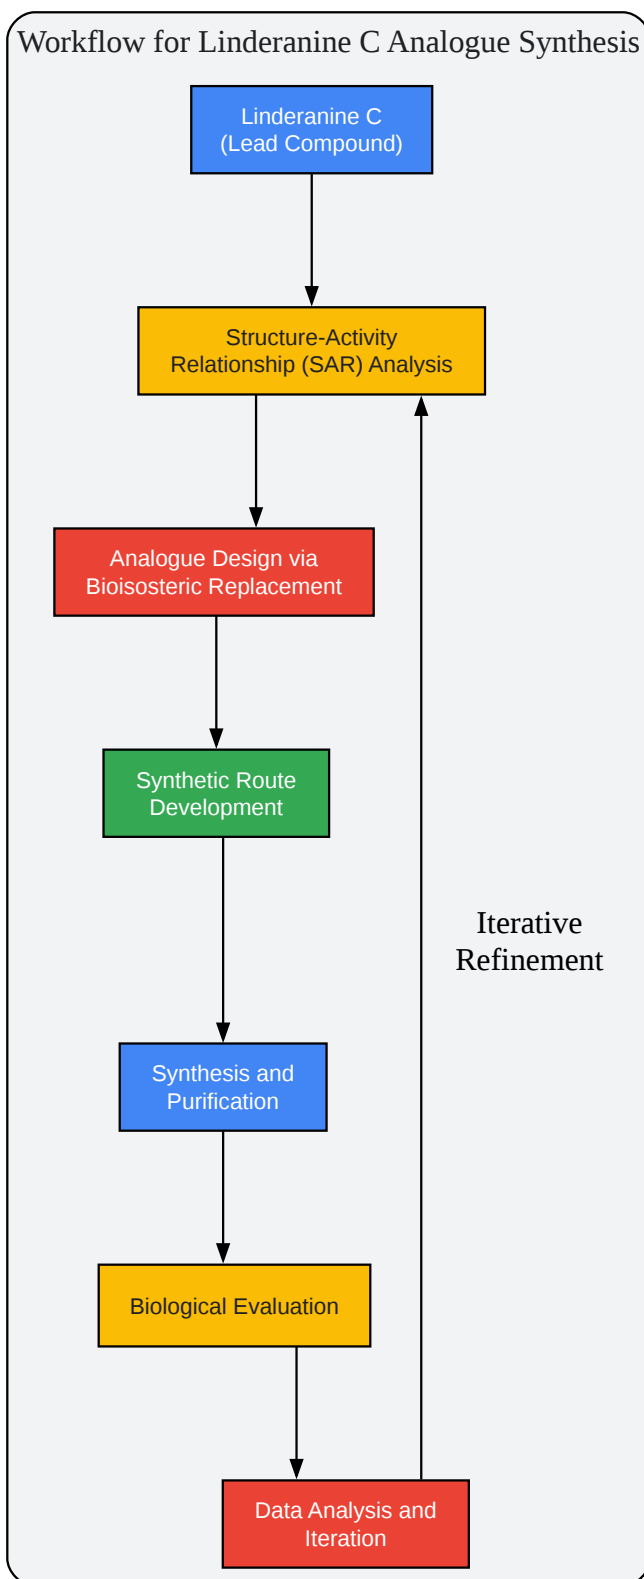 Workflow for Linderanine C Analogue Synthesis
Linderanine C
(Lead Compound)
Structure-Activity
Relationship (SAR) Analysis
Analogue Design via
Bioisosteric Replacement
Synthetic Route
Development
Iterative
Refinement
Synthesis and
Purification
Biological Evaluation
Data Analysis and
Iteration